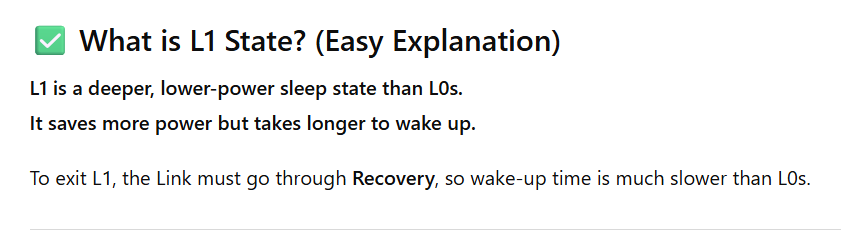 ✅ What is L1 State? (Easy Explanation)
L1 is a deeper, lower-power sleep state than L0s.
It saves more power but takes longer to wake up.
To exit L1, the Link must go through Recovery, so wake-up time is much slower than L0s.